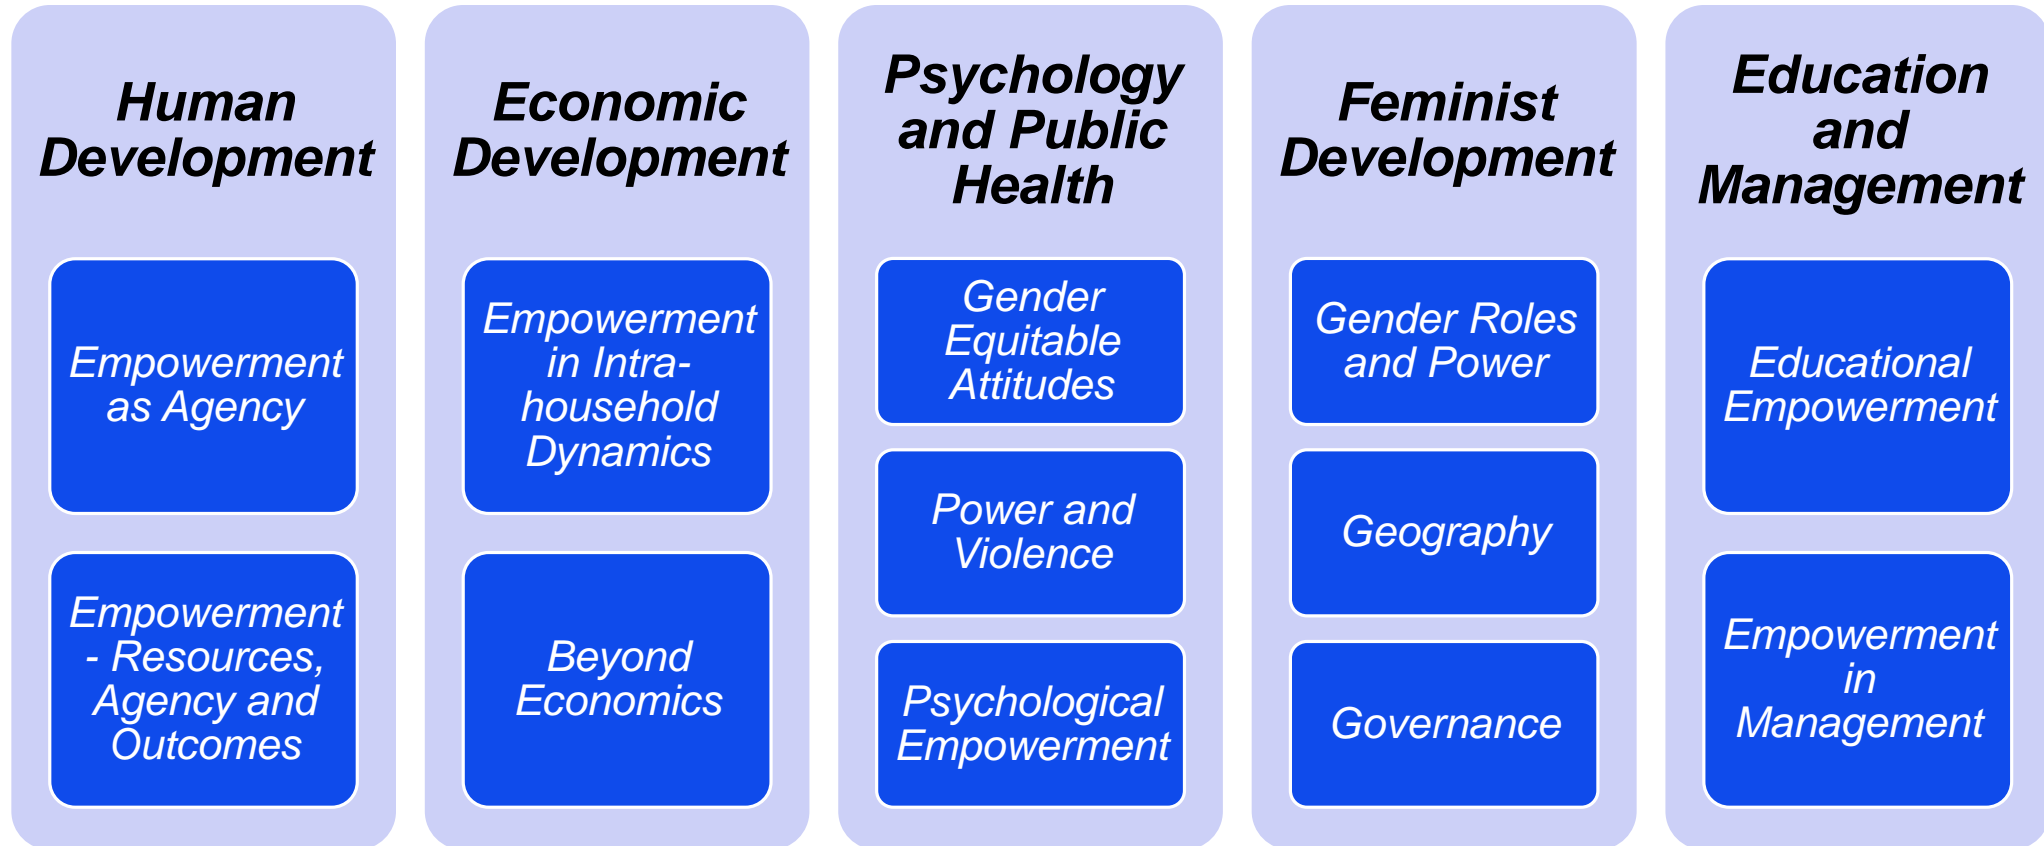 Human
Development
Empowerment
as Agency
Empowerment
- Resources,
Agency and
Outcomes
Economic
Development
Empowerment
in Intra-
household
Dynamics
Beyond
Economics
Psychology
and Public
Health
Gender
Equitable
Attitudes
Power and
Violence
Psychological
Empowerment
Feminist
Development
Gender Roles
and Power
Geography
Governance
Education
and
Management
Educational
Empowerment
Empowerment
in
Management